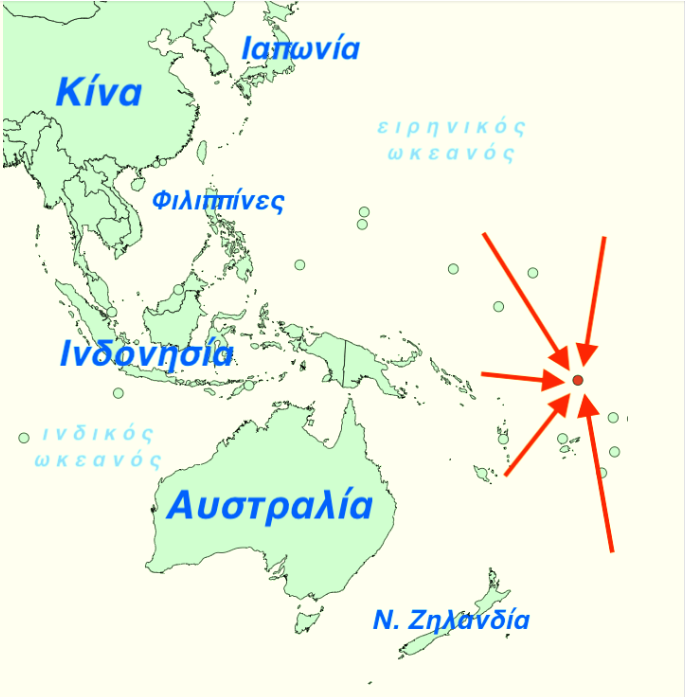 Ιαπωνία
Κίνα
ειρηνικός
ωκεανός
Φιλιππίνες
Ινδονησία
ινδικός
ωκεανός
Αυστραλία
Ν. Ζηλανδία